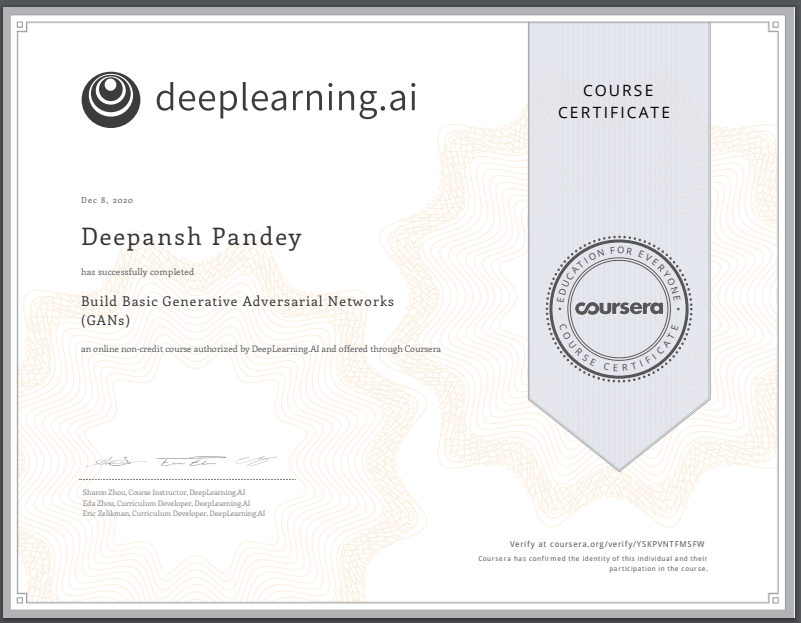 deeplearning.ai
COURSE
CERTIFICATE
Dec 8, 2020
Deepansh Pandey
has successfully completed
Build Basic Generative Adversarial Networks
(GANs)
an online non-credit course authorized by DeepLearning.AI and offered through Coursera
EDUCATION FOR EVERYONE
coursera
COURSE CERTIFICATE
Sharon Zhou, Course Instructor, DeepLearning.AI
Eda Zhou, Curriculum Developer, DeepLearning.AI
Eric Zelikman, Curriculum Developer, DeepLearning.AI
Verify at coursera.org/verify/YSKPVNTFMSFW
Coursera has confirmed the identity of this individual and their
participation in the course.